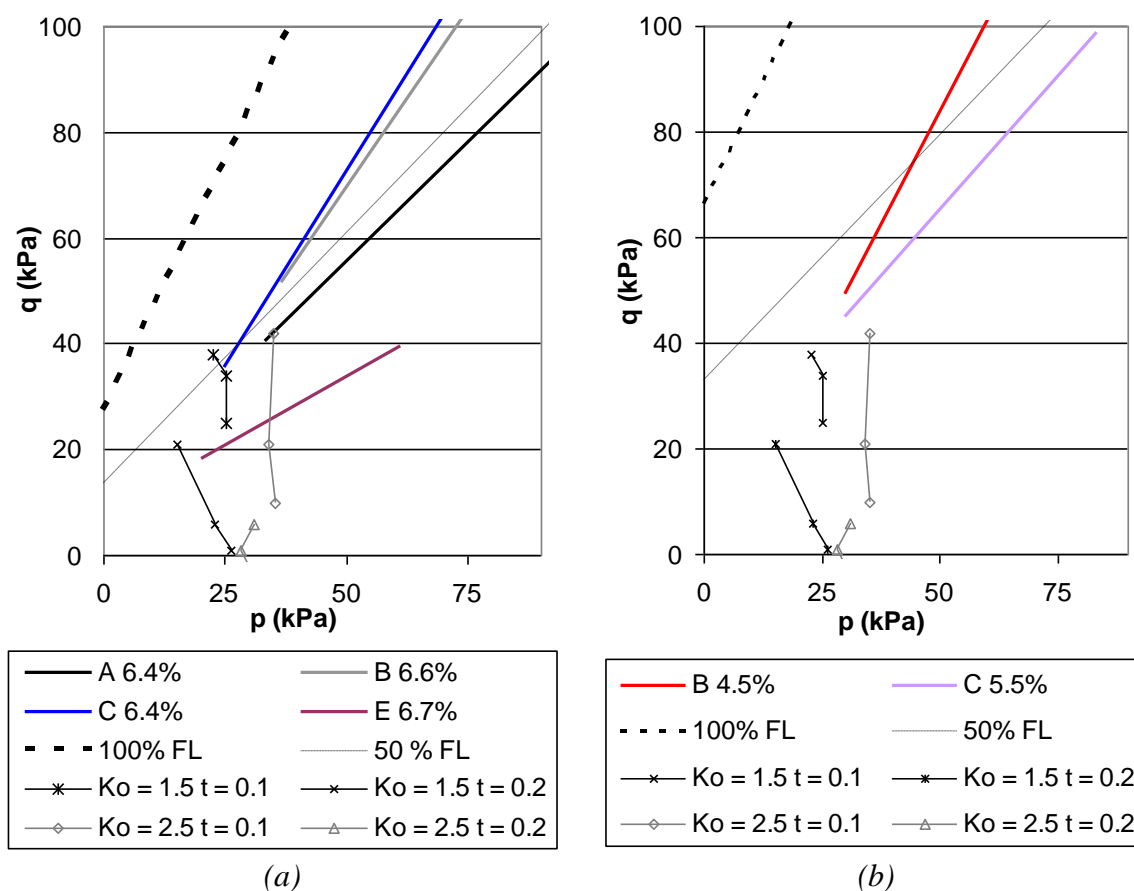 100
80
60
40
20
0
q (kPa)
0 25 50 75
p (kPa)
A 6.4% B 6.6%
C 6.4% E 6.7%
100% FL 50 % FL
Ko = 1.5 t = 0.1 Ko = 1.5 t = 0.2
Ko = 2.5 t = 0.1 Ko = 2.5 t = 0.2
(a)
100
80
60
40
20
0
q (kPa)
0 25 50 75
p (kPa)
B 4.5% C 5.5%
100% FL 50% FL
Ko = 1.5 t = 0.1 Ko = 1.5 t = 0.2
Ko = 2.5 t = 0.1 Ko = 2.5 t = 0.2
(b)